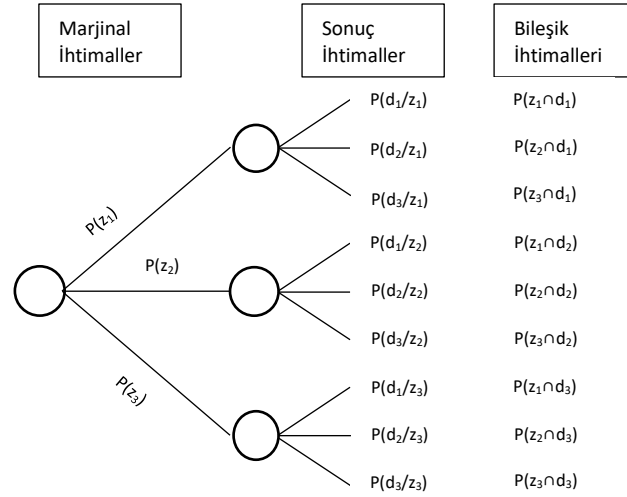 Marjinal
İhtimaller
Sonuç
İhtimaller
Bileşik
İhtimalleri
P(d₁/z₁) P(z₁∩d₁)
P(d₂/z₁) P(z₂∩d₁)
P(d₃/z₁) P(z₃∩d₁)
P(z₁)
P(d₁/z₂) P(z₁∩d₂)
P(z₂)
P(d₂/z₂) P(z₂∩d₂)
P(d₃/z₂) P(z₃∩d₂)
P(z₃)
P(d₁/z₃) P(z₁∩d₃)
P(d₂/z₃) P(z₂∩d₃)
P(d₃/z₃) P(z₃∩d₃)